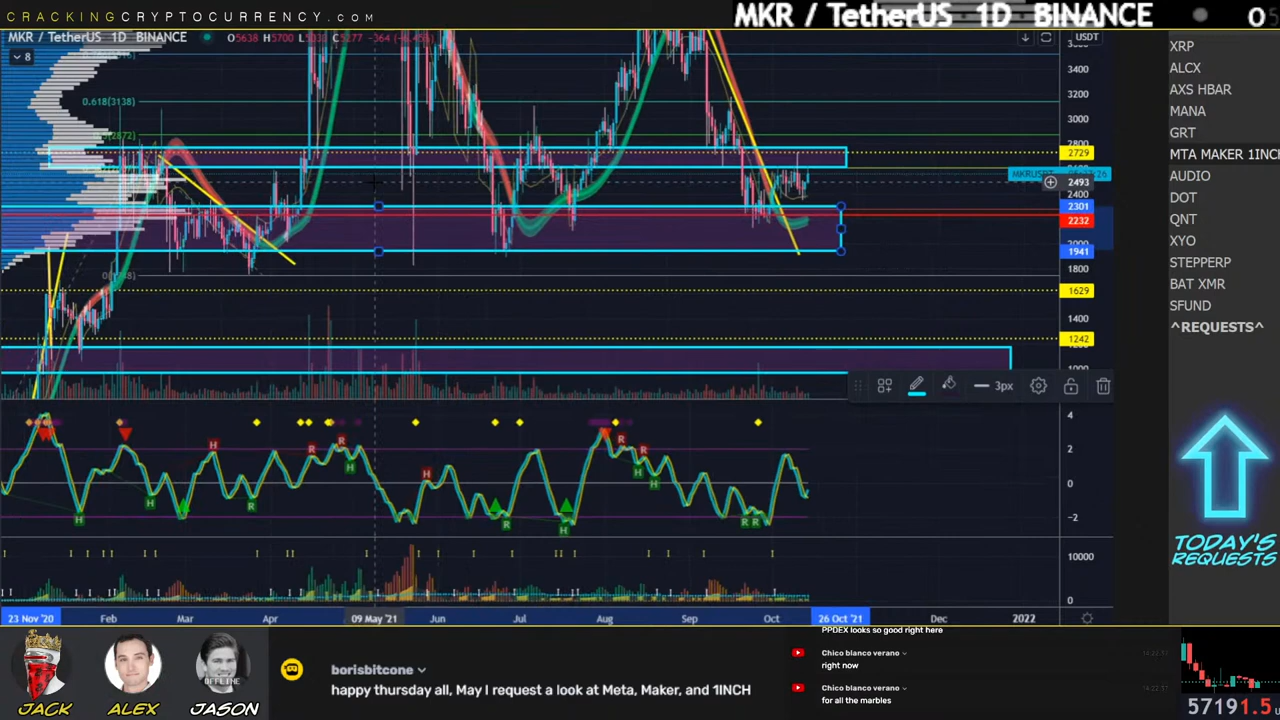 CRACKINGCRYPTOCURRENCY.COM
MKR / TetherUS 1D BINANCE
MKR / TetherUS 1D BINANCE
8
USDT
3400
3200
3000
2800
2400
1800
1400
2729
2493
2301
2232
1941
1629
1242
0.618(3138)
3px
4
2
0
−2
10000
0
23 Nov '20
Feb
Mar
Apr
09 May '21
Jun
Jul
Aug
Sep
Oct
26 Oct '21
Dec
2022
XRP
ALCX
AXS HBAR
MANA
GRT
MTA MAKER 1INCH
AUDIO
DOT
QNT
XYO
STEPPERP
BAT XMR
SFUND
^REQUESTS^
TODAY'S
REQUESTS
JACK
ALEX
JASON
OFFLINE
borisbitcone
happy thursday all, May I request a look at Meta, Maker, and 1INCH
PPDEX looks so good right here
Chico blanco verano
right now
Chico blanco verano
for all the marbles
57191.5